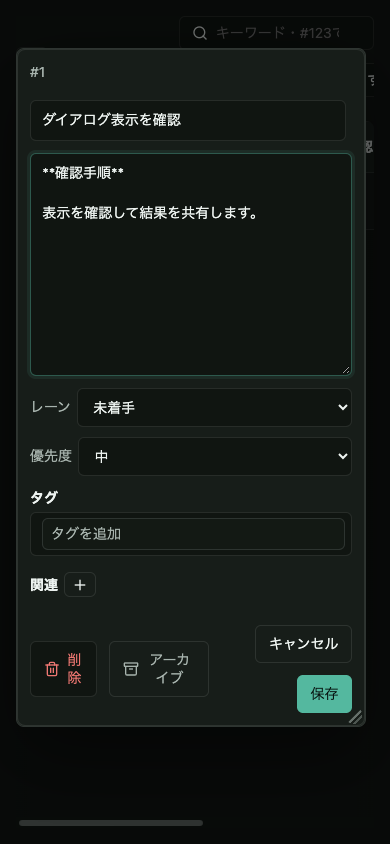 キーワード・#123
#1
ダイアログ表示を確認
**確認手順**
表示を確認して結果を共有します。
レーン 未着手
優先度 中
タグ
タグを追加
関連 +
削
除
アーカ
イブ
キャンセル
保存